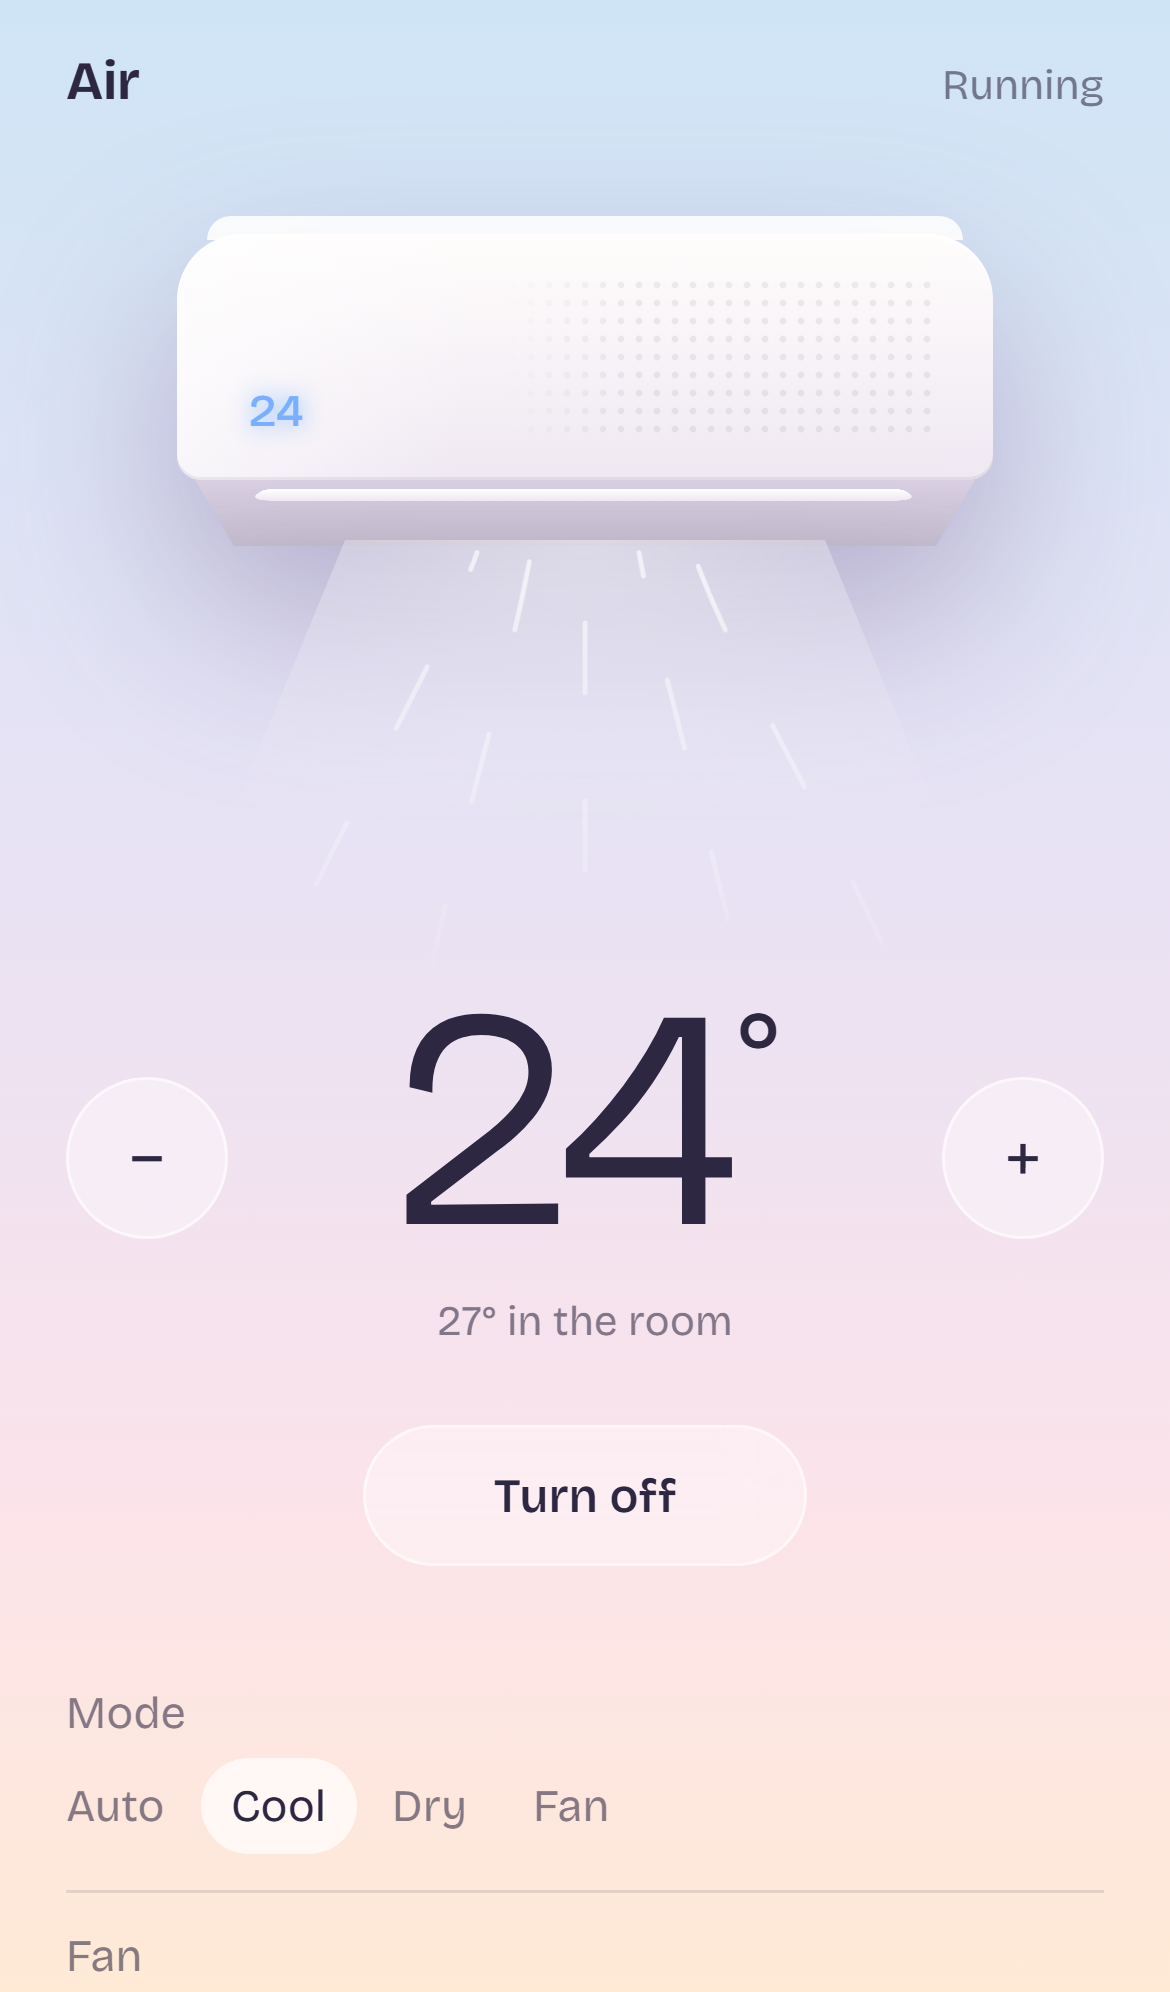 Air
Running
24
24°
−
+
27° in the room
Turn off
Mode
Auto Cool Dry Fan
Fan